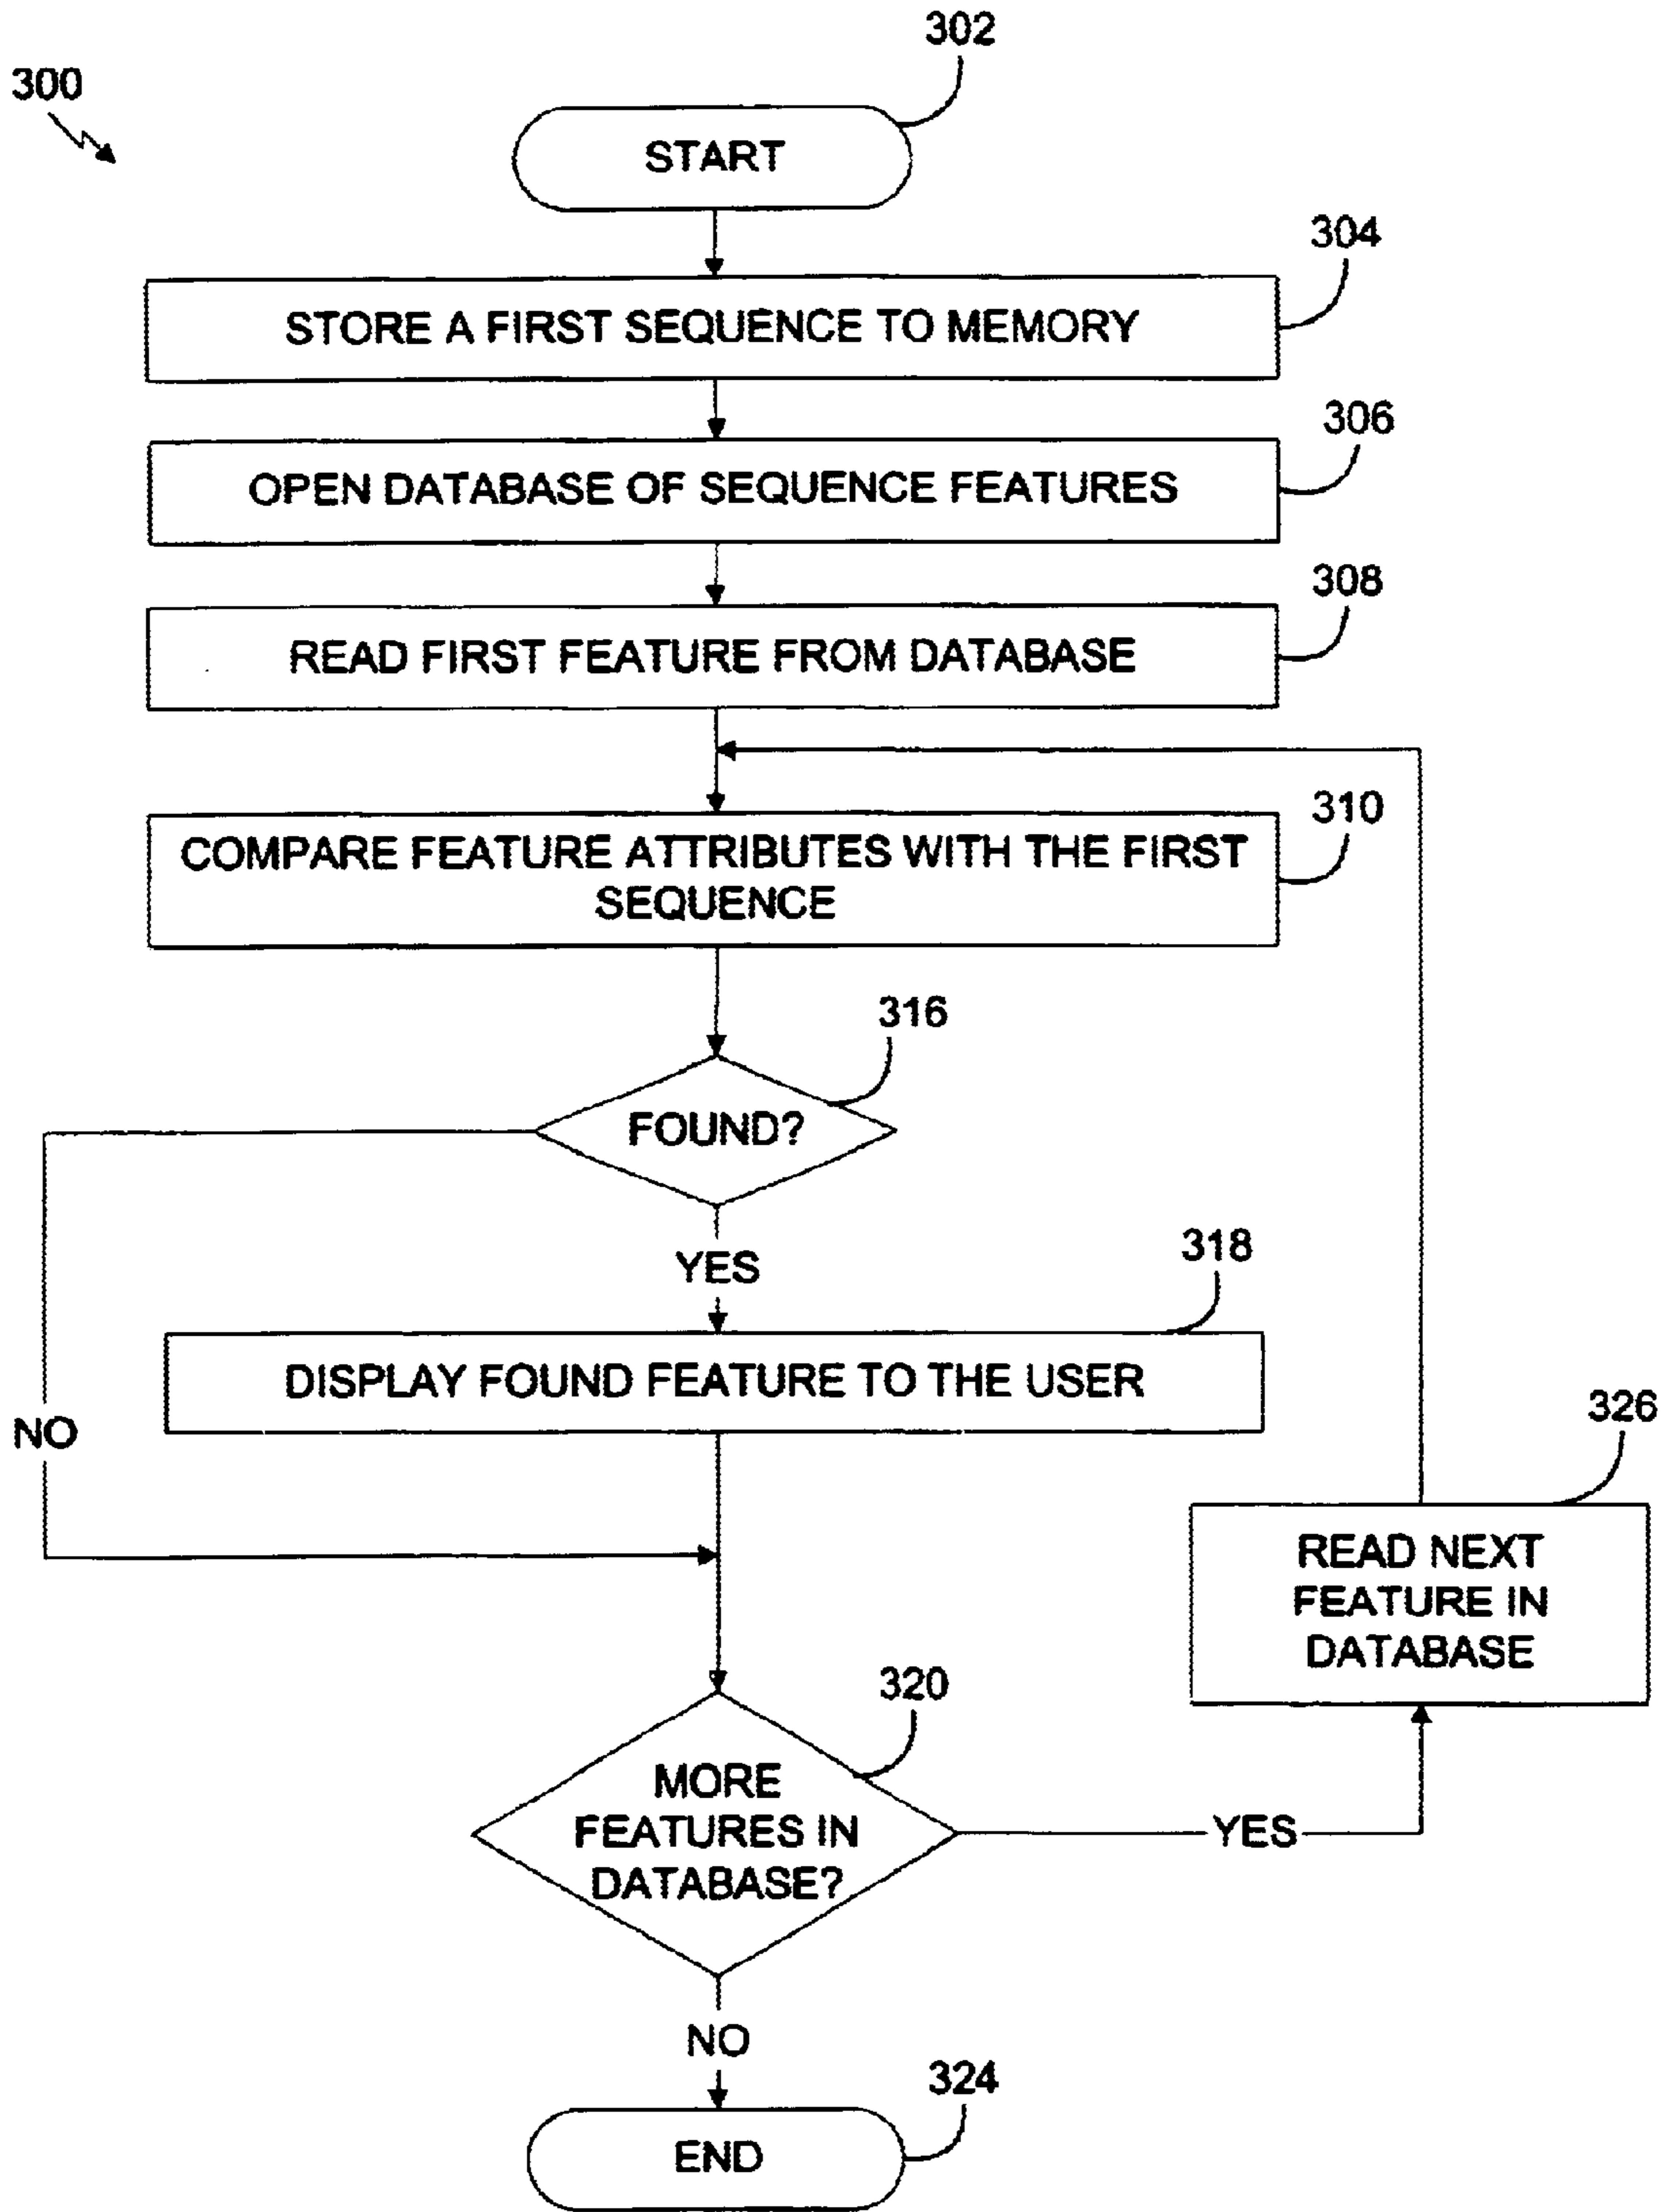 302
300
START
304
STORE A FIRST SEQUENCE TO MEMORY
306
OPEN DATABASE OF SEQUENCE FEATURES
308
READ FIRST FEATURE FROM DATABASE
310
COMPARE FEATURE ATTRIBUTES WITH THE FIRST
SEQUENCE
316
FOUND?
YES
318
DISPLAY FOUND FEATURE TO THE USER
NO
326
READ NEXT
FEATURE IN
DATABASE
320
MORE
FEATURES IN
DATABASE?
YES
NO
324
END